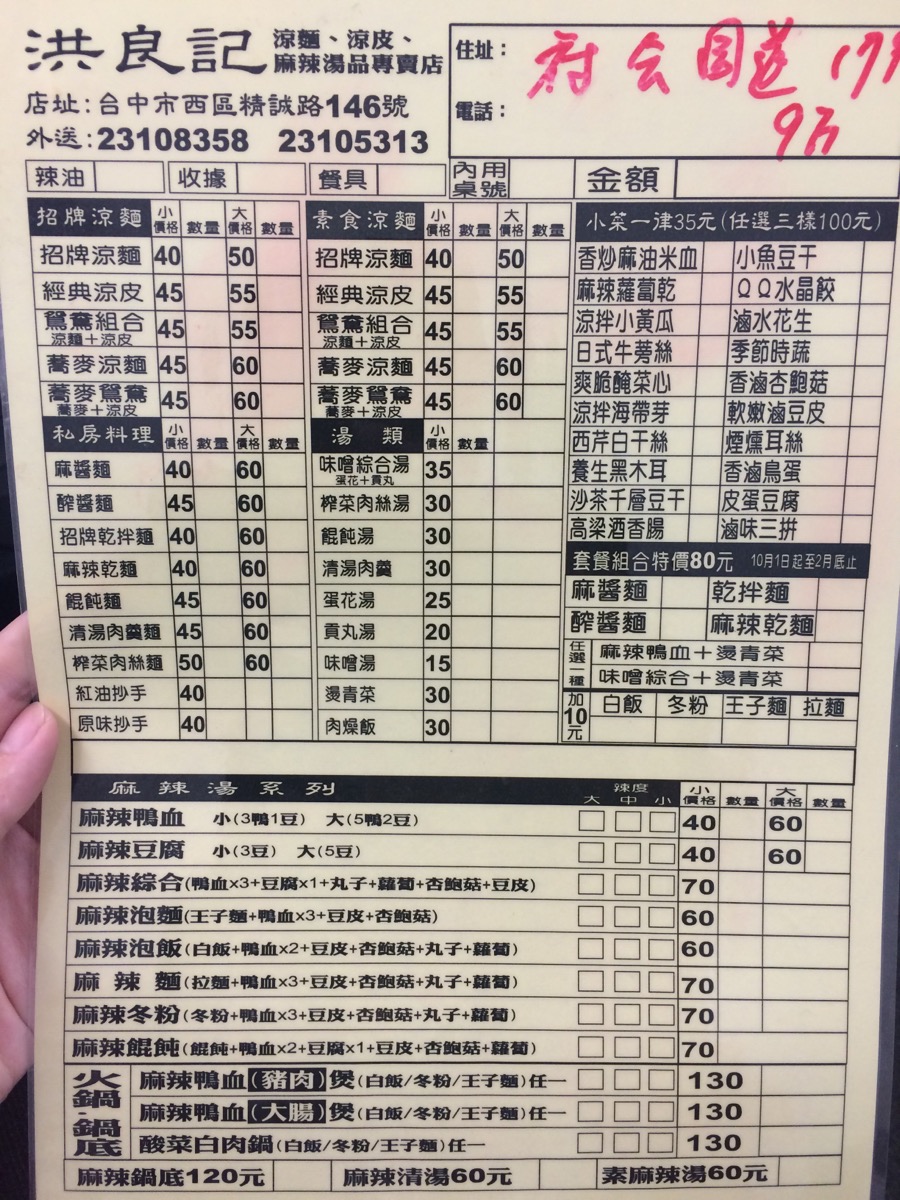 洪良記 涼麵、涼皮、
麻辣湯品專賣店
店址:台中市西區精誠路146號
外送:23108358 23105313
住址:
電話:
辣油 收據 餐具 內用桌號 金額
招牌涼麵 小價格 數量 大價格 數量
招牌涼麵 40 50
經典涼皮 45 55
鴛鴦組合 涼麵+涼皮 45 55
蕎麥涼麵 45 60
蕎麥鴛鴦 蕎麥+涼皮 45 60
素食涼麵 小價格 數量 大價格 數量
招牌涼麵 40 50
經典涼皮 45 55
鴛鴦組合 涼麵+涼皮 45 55
蕎麥涼麵 45 60
蕎麥鴛鴦 蕎麥+涼皮 45 60
小菜一律35元(任選三樣100元)
香炒麻油米血 小魚豆干
麻辣蘿蔔乾 QQ水晶餃
涼拌小黃瓜 滷水花生
日式牛蒡絲 季節時蔬
爽脆醃菜心 香滷杏鮑菇
涼拌海帶芽 軟嫩滷豆皮
西芹白干絲 煙燻耳絲
養生黑木耳 香滷鳥蛋
沙茶千層豆干 皮蛋豆腐
高梁酒香腸 滷味三拼
私房料理 小價格 數量 大價格 數量
麻醬麵 40 60
醡醬麵 45 60
招牌乾拌麵 40 60
麻辣乾麵 40 60
餛飩麵 45 60
清湯肉羹麵 45 60
榨菜肉絲麵 50 60
紅油抄手 40
原味抄手 40
湯類 小價格 數量
味噌綜合湯 蛋花+貢丸 35
榨菜肉絲湯 30
餛飩湯 30
清湯肉羹 30
蛋花湯 25
貢丸湯 20
味噌湯 15
燙青菜 30
肉燥飯 30
套餐組合特價80元 10月1日起至2月底止
麻醬麵 乾拌麵
醡醬麵 麻辣乾麵
任選一種 麻辣鴨血+燙青菜
味噌綜合+燙青菜
加10元 白飯 冬粉 王子麵 拉麵
麻辣湯系列 辣度 大 中 小 小價格 數量 大價格 數量
麻辣鴨血 小(3鴨1豆) 大(5鴨2豆) 40 60
麻辣豆腐 小(3豆) 大(5豆) 40 60
麻辣綜合(鴨血x3+豆腐x1+丸子+蘿蔔+杏鮑菇+豆皮) 70
麻辣泡麵(王子麵+鴨血x3+豆皮+杏鮑菇) 60
麻辣泡飯(白飯+鴨血x2+豆皮+杏鮑菇+丸子+蘿蔔) 60
麻辣麵(拉麵+鴨血x3+豆皮+杏鮑菇+丸子+蘿蔔) 70
麻辣冬粉(冬粉+鴨血x3+豆皮+杏鮑菇+丸子+蘿蔔) 70
麻辣餛飩(餛飩+鴨血x2+豆腐x1+豆皮+杏鮑菇+蘿蔔) 70
火鍋.鍋底
麻辣鴨血(豬肉)煲(白飯/冬粉/王子麵)任一 130
麻辣鴨血(大腸)煲(白飯/冬粉/王子麵)任一 130
酸菜白肉鍋(白飯/冬粉/王子麵)任一 130
麻辣鍋底120元 麻辣清湯60元 素麻辣湯60元